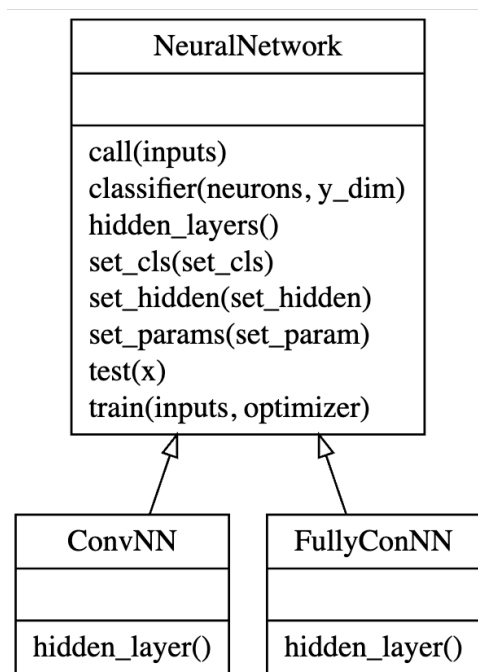 NeuralNetwork
call(inputs)
classifier(neurons, y_dim)
hidden_layers()
set_cls(set_cls)
set_hidden(set_hidden)
set_params(set_param)
test(x)
train(inputs, optimizer)
ConvNN
hidden_layer()
FullyConNN
hidden_layer()